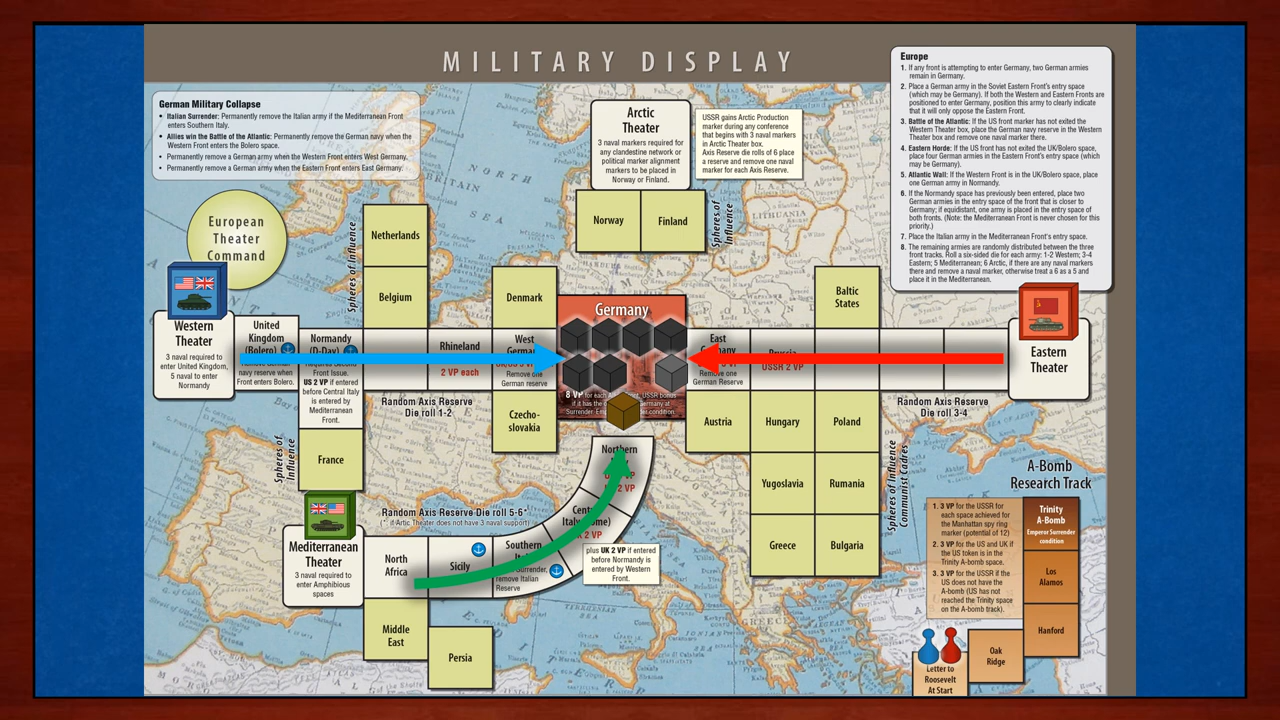 MILITARY DISPLAY
German Military Collapse
• Italian Surrender: Permanently remove the Italian army if the Mediterranean Front
enters Southern Italy.
• Allies win the Battle of the Atlantic: Permanently remove the German navy when the
Western Front enters the Bolero space.
• Permanently remove a German army when the Western Front enters West Germany.
• Permanently remove a German army when the Eastern Front enters East Germany.
Europe
1. If any front is attempting to enter Germany, two German armies
remain in Germany.
2. Place a German army in the Soviet Eastern Front's entry space
(which may be Germany). If both the Western and Eastern Fronts are
positioned to enter Germany, position this army to clearly indicate
that it will only oppose the Eastern Front.
3. Battle of the Atlantic: If the US front marker has not exited the
Western Theater box, place the German navy reserve in the Western
Theater box and remove one naval marker there.
4. Eastern Horde: If the US front has not exited the UK/Bolero space,
place four German armies in the Eastern Front's entry space (which
may be Germany).
5. Atlantic Wall: If the Western Front is in the UK/Bolero space, place
one German army in Normandy.
6. If the Normandy space has previously been entered, place two
German armies in the entry space of the front that is closer to
Germany; if equidistant, one army is placed in the entry space of
both fronts. (Note: the Mediterranean Front is never chosen for this
priority.)
7. Place the Italian army in the Mediterranean Front's entry space.
8. The remaining armies are randomly distributed between the three
front tracks. Roll a six-sided die for each army: 1-2 Western; 3-4
Eastern; 5 Mediterranean; 6 Arctic, if there are any naval markers
there and remove a naval marker, otherwise treat a 6 as a 5 and
place it in the Mediterranean.
Arctic
Theater
3 naval markers required for
any clandestine network or
political marker alignment
markers to be placed in
Norway or Finland.
USSR gains Arctic Production
marker during any conference
that begins with 3 naval markers
in Arctic Theater box.
Axis Reserve die rolls of 6 place
a reserve and remove one naval
marker for each Axis Reserve.
European
Theater
Command
Norway
Finland
Spheres of
Influence
Spheres of Influence
Netherlands
Belgium
Denmark
Germany
Baltic
States
Western
Theater
3 naval required to
enter United Kingdom,
5 naval to enter
Normandy
United
Kingdom
(Bolero)
navy reserve when
Front enters Bolero.
Normandy
(D-Day)
Front Issue.
US 2 VP if entered
before Central Italy
is entered by
Mediterranean
Front.
Rhineland
2 VP each
West
Remove one
German reserve
8 VP for each
East
Remove one
German Reserve
USSR 2 VP
Eastern
Theater
Random Axis Reserve
Die roll 1-2
Random Axis Reserve
Die roll 3-4
Czecho-
slovakia
Austria
Hungary
Poland
Spheres of
Influence
France
Northern
2 VP
Yugoslavia
Rumania
Spheres of Influence
Communist Cadres
Greece
Bulgaria
Random Axis Reserve Die roll 5-6*
(*: if Artic Theater does not have 3 naval support)
Mediterranean
Theater
3 naval required to
enter Amphibious
spaces
North
Africa
Sicily
Southern
remove Italian
Reserve
2 VP
plus UK 2 VP if entered
before Normandy is
entered by Western
Front.
Middle
East
Persia
A-Bomb
Research Track
1. 3 VP for the USSR for
each space achieved for
the Manhattan spy ring
marker (potential of 12)
2. 3 VP for the US and UK if
the US token is in the
Trinity A-bomb space.
3. 3 VP for the USSR if the
US does not have the
A-bomb (US has not
reached the Trinity space
on the A-bomb track).
Trinity
A-Bomb
Emperor Surrender
condition
Los
Alamos
Hanford
Oak
Ridge
Letter to
Roosevelt
At Start